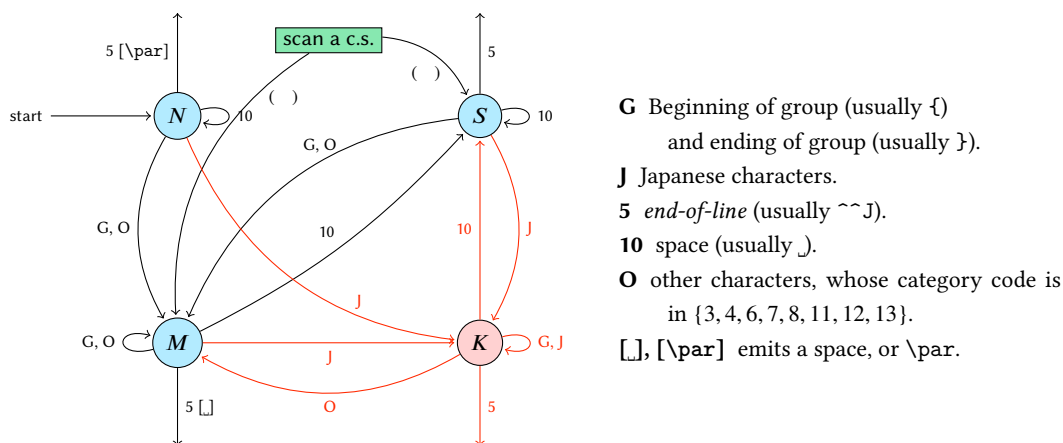 5 [\par]
scan a c.s.
5
( )
( )
start
N
10
S
10
G, O
G, O
10
10
J
J
G, O
M
J
K
G, J
O
5 [␣]
5
G Beginning of group (usually {)
and ending of group (usually }).
J Japanese characters.
5 end-of-line (usually ^^J).
10 space (usually ␣).
O other characters, whose category code is
in {3, 4, 6, 7, 8, 11, 12, 13}.
[␣], [\par] emits a space, or \par.